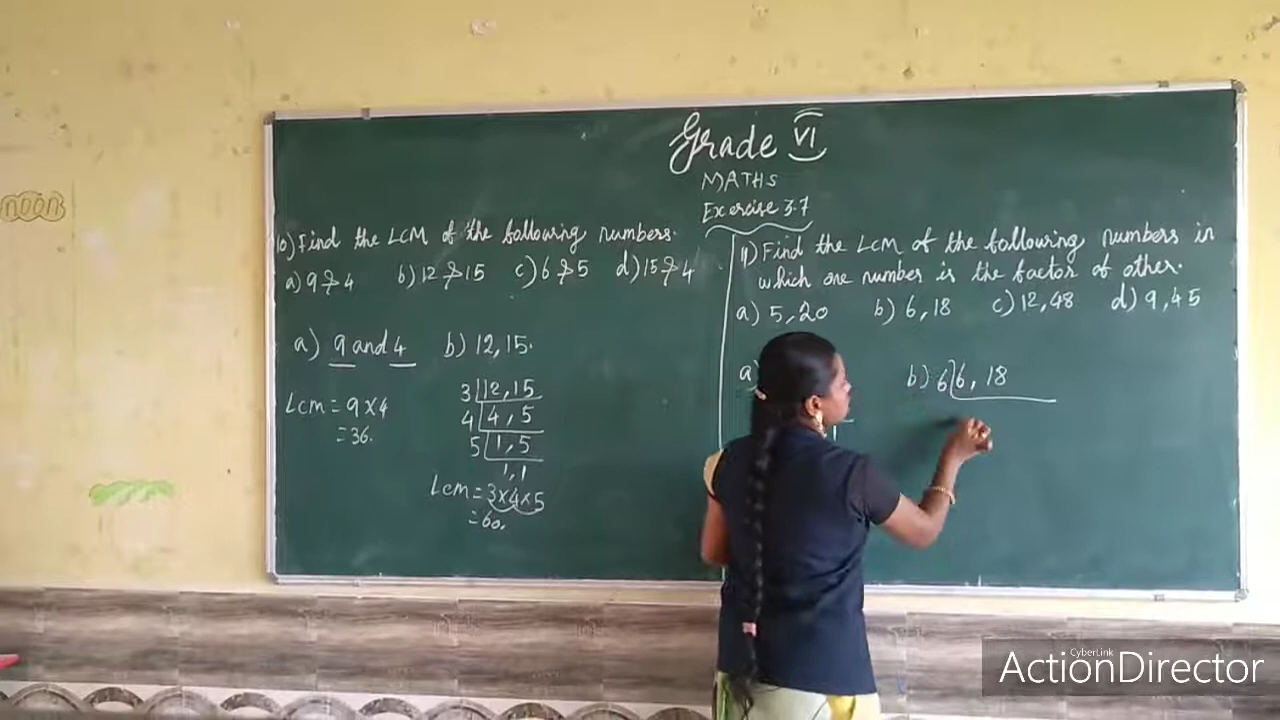 Grade VI
MATHS
Exercise 3.7
noon
10) Find the LCM of the following numbers.
a) 9 & 4 b) 12 & 15 c) 6 & 5 d) 15 & 4
a) 9 and 4
LCM = 9 × 4
= 36.
b) 12, 15.
3 12, 15
4 4, 5
5 1, 5
1, 1
LCM = 3×4×5
= 60.
11) Find the LCM of the following numbers in
which one number is the factor of other.
a) 5, 20 b) 6, 18 c) 12, 48 d) 9, 45
a)
b) 6 6, 18
CyberLink
ActionDirector